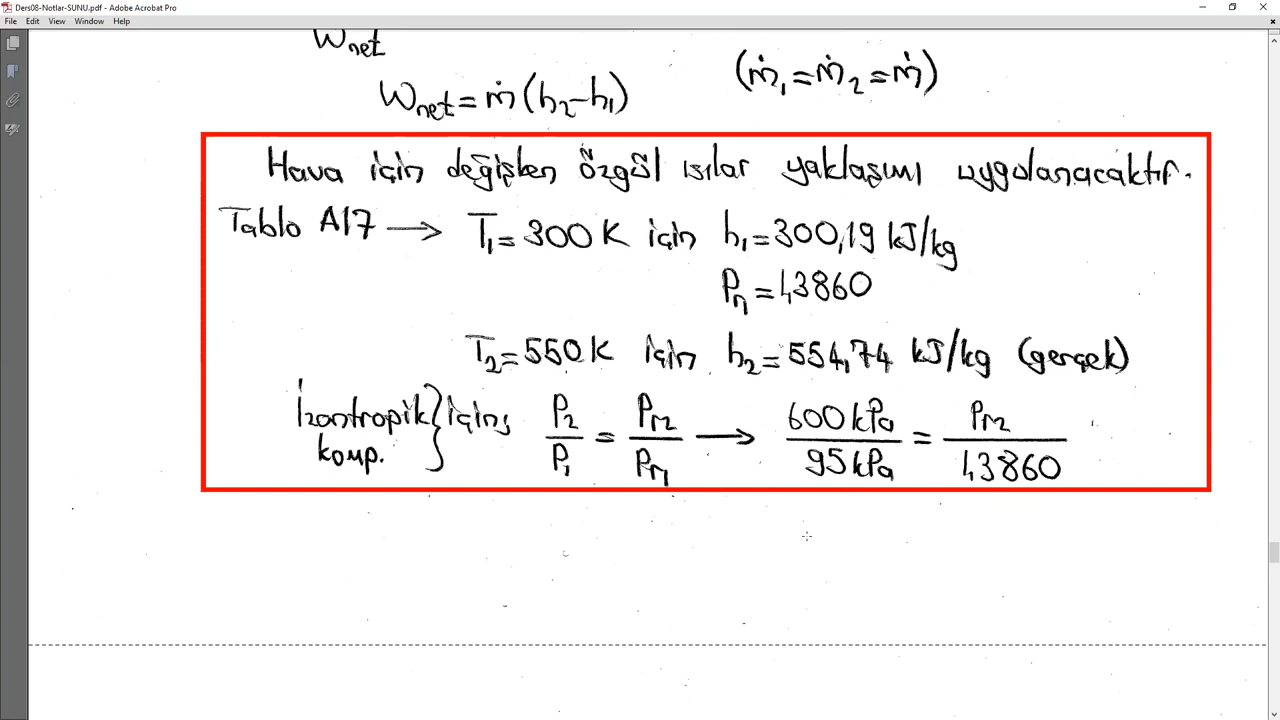 Ders08-Notlar-SUNU.pdf - Adobe Acrobat Pro
File Edit View Window Help
Wnet
Wnet = ṁ (h2-h1) (ṁ1 = ṁ2 = ṁ)
Hava için değişken özgül ısılar yaklaşımı uygulanacaktır.
Tablo A17 → T1 = 300 K için h1 = 300,19 kJ/kg
Pr1 = 1,3860
T2 = 550 K için h2 = 554,74 kJ/kg (gerçek)
İzantropik komp. } için; P2/P1 = Pr2/Pr1 → 600 kPa/95 kPa = Pr2/1,3860